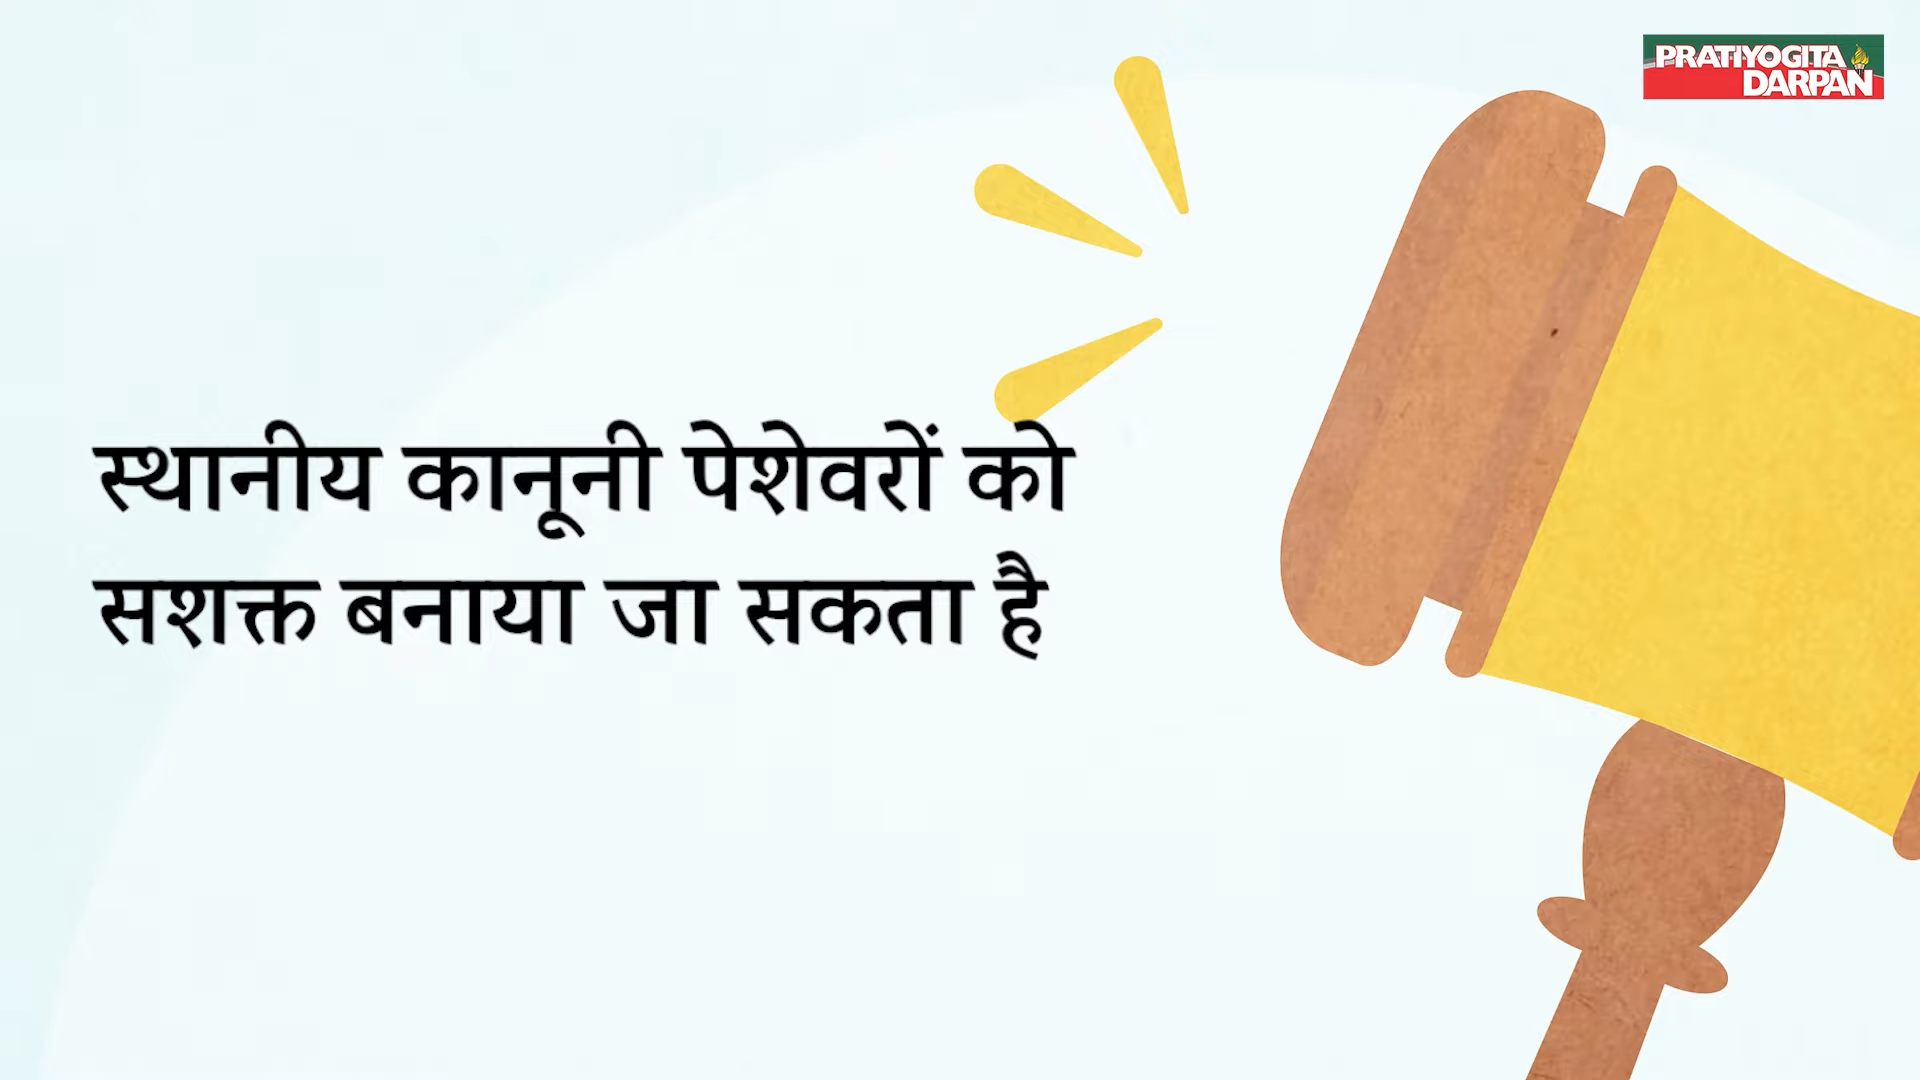 PRATIYOGITA
DARPAN
स्थानीय कानूनी पेशेवरों को
सशक्त बनाया जा सकता है